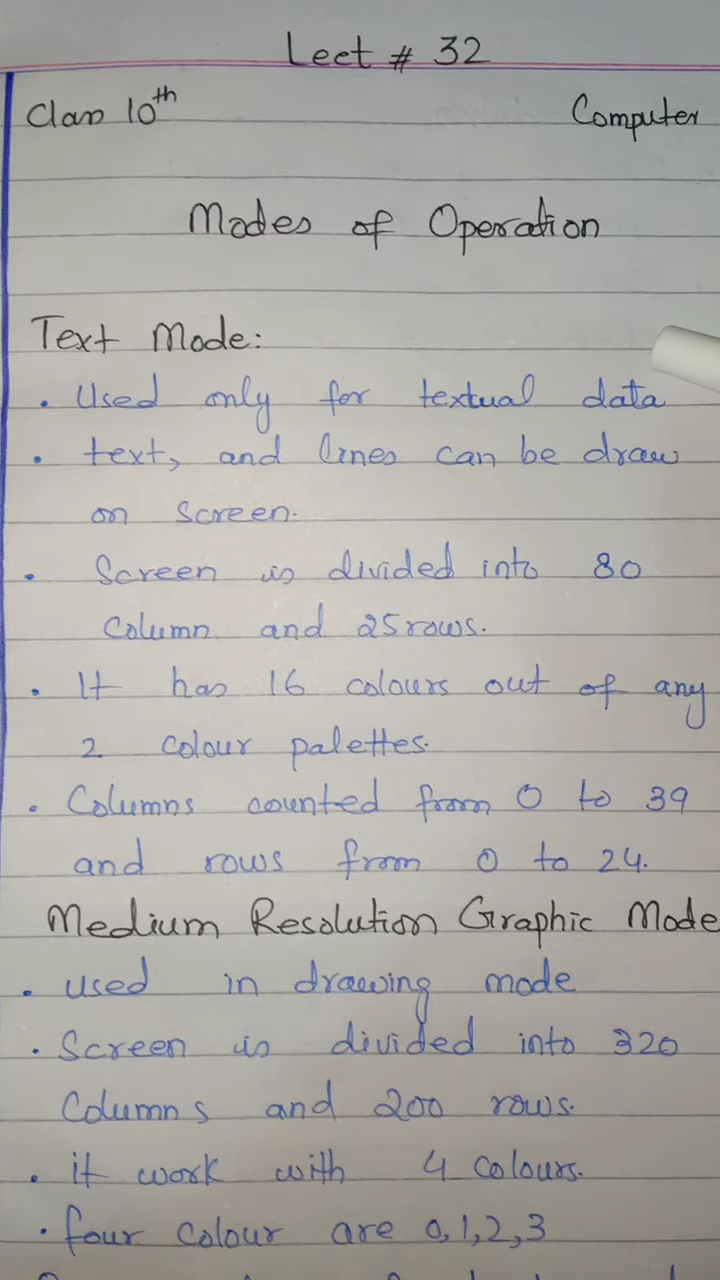 Lect # 32
Class 10th Computer
Modes of Operation
Text Mode:
. Used only for textual data
. text, and lines can be draw
on screen.
. Screen is divided into 80
Column and 25 rows.
. It has 16 colours out of any
2 colour palettes.
. Columns counted from 0 to 39
and rows from 0 to 24.
Medium Resolution Graphic Mode
. used in drawing mode
. Screen is divided into 320
Columns and 200 rows.
. it work with 4 colours.
. four colour are 0,1,2,3